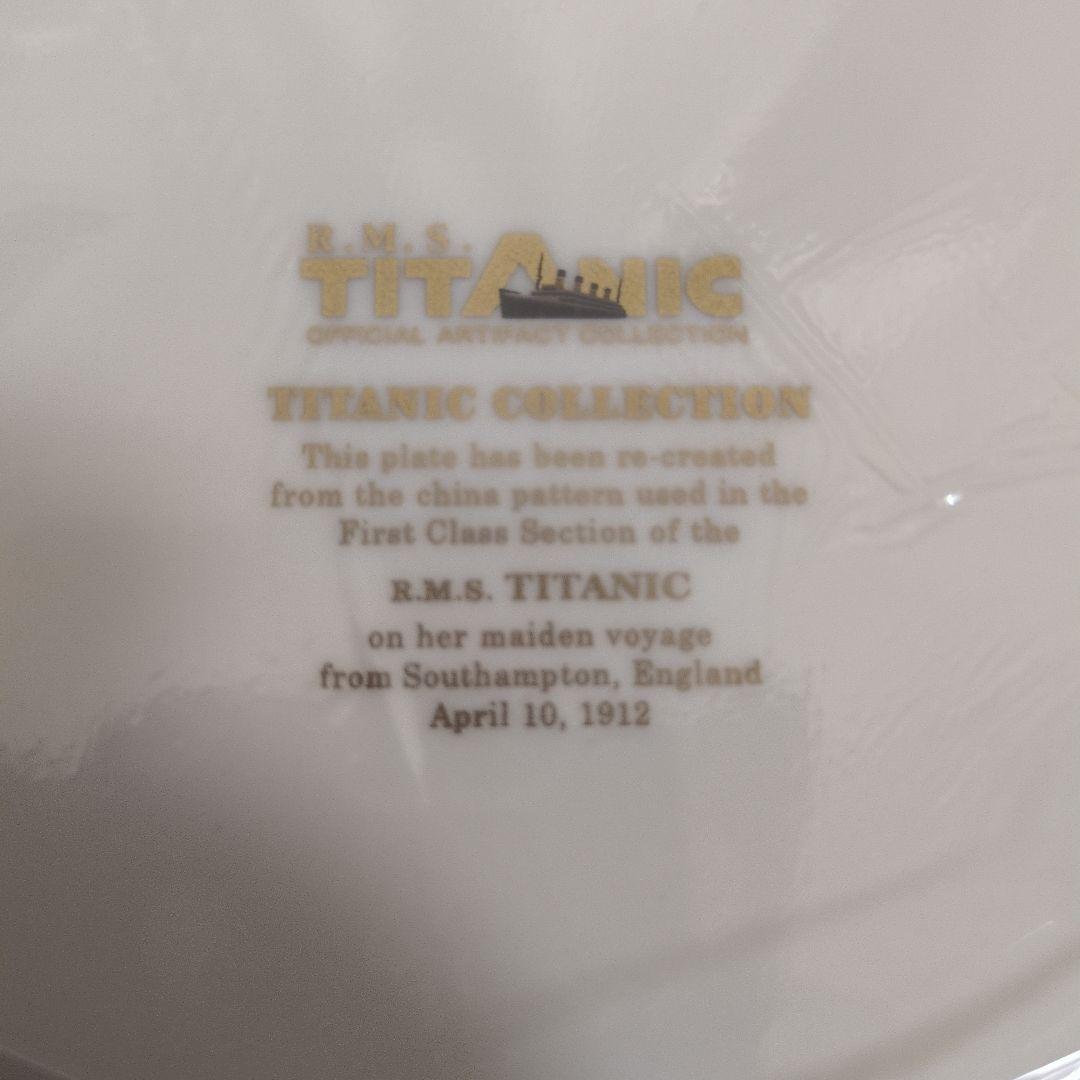 R.M.S.
TITANIC
OFFICIAL ARTIFACT COLLECTION
TITANIC COLLECTION
This plate has been re-created
from the china pattern used in the
First Class Section of the
R.M.S. TITANIC
on her maiden voyage
from Southampton, England
April 10, 1912